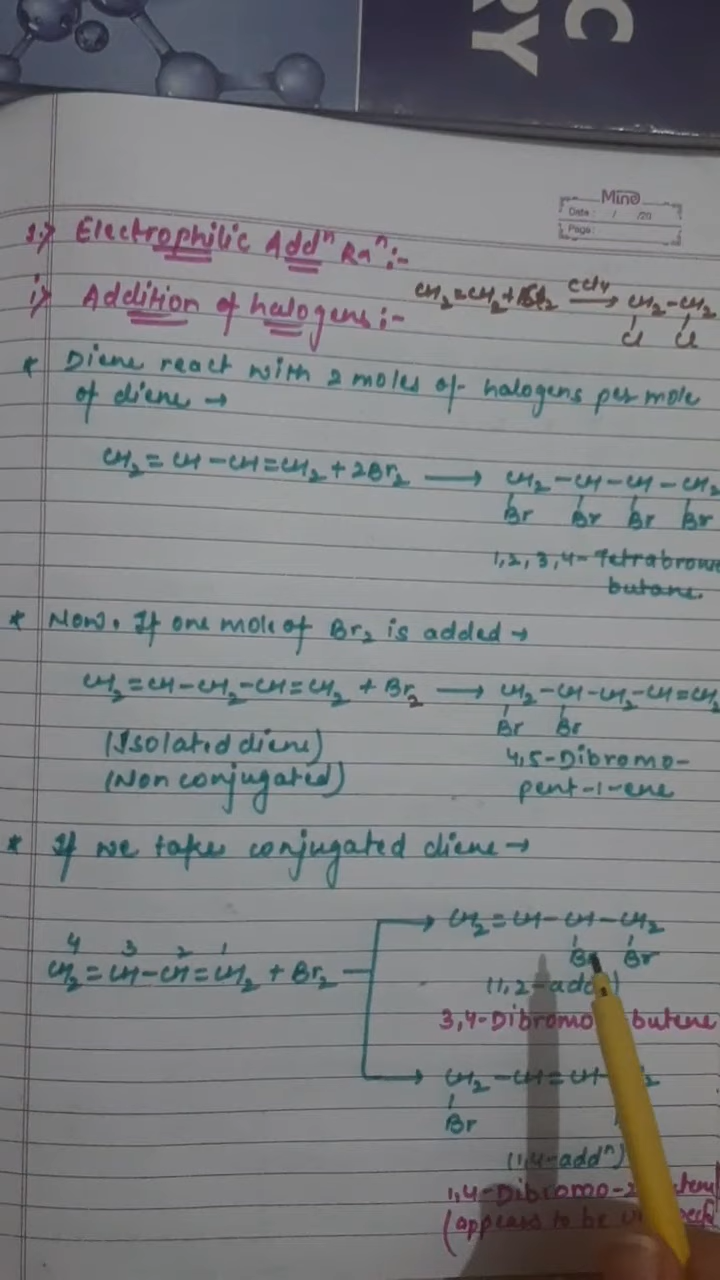 C
RY
Mino
Date : / /20
Page:
1.> Electrophilic Addⁿ Rxⁿ:-
i> Addition of halogens :-
CH₂=CH₂ + Cl₂ CCl₄ → CH₂-CH₂
Cl Cl
* Diene react with 2 moles of halogens per mole
of diene →
CH₂=CH-CH=CH₂ + 2Br₂ → CH₂-CH-CH-CH₂
Br Br Br Br
1,2,3,4-Tetrabromo
butane.
* Now. If one mole of Br₂ is added →
CH₂=CH-CH₂-CH=CH₂ + Br₂ → CH₂-CH-CH₂-CH=CH₂
Br Br
(Isolated diene)
(Non conjugated)
4,5-Dibromo-
pent-1-ene
* If we take conjugated diene →
CH₂=CH-CH-CH₂
Br Br
4 3 2 1
CH₂=CH-CH=CH₂ + Br₂
(1,2-add
3,4-Dibromo butene
CH₂-CH=CH-
Br
(1,4-addⁿ)
1,4-Dibromo-2
(appears to be